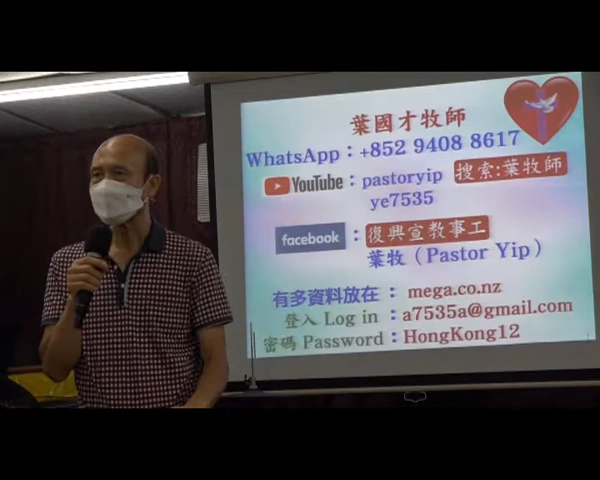 葉國才牧師
WhatsApp：+852 9408 8617
YouTube：pastoryip 搜索:葉牧師
ye7535
facebook：復興宣教事工
葉牧（Pastor Yip）
有多資料放在：mega.co.nz
登入 Log in：a7535a@gmail.com
密碼 Password：HongKong12